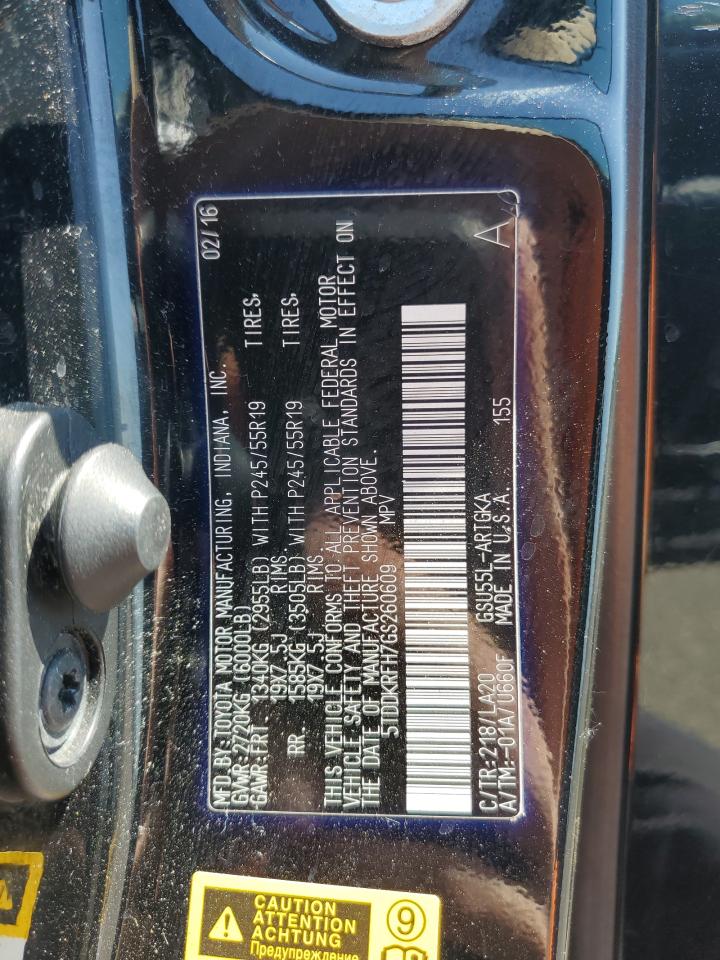 MFD. BY: TOYOTA MOTOR MANUFACTURING, INDIANA, INC. 02/16
GVWR: 2720KG (6000LB)
GAWR: FRT 1340KG (2955LB) WITH P245/55R19 TIRES,
19X7.5J RIMS
RR. 1585KG (3505LB) WITH P245/55R19 TIRES,
19X7.5J RIMS
THIS VEHICLE CONFORMS TO ALL APPLICABLE FEDERAL MOTOR
VEHICLE SAFETY AND THEFT PREVENTION STANDARDS IN EFFECT ON
THE DATE OF MANUFACTURE SHOWN ABOVE.
5TDDKRFH7GS260609 MPV
C/TR: 218/LA20 GSU55L-ARTGKA 155
A/TM: -01A/U660F MADE IN U.S.A. A
CAUTION
ATTENTION
ACHTUNG
Предупреждение
9